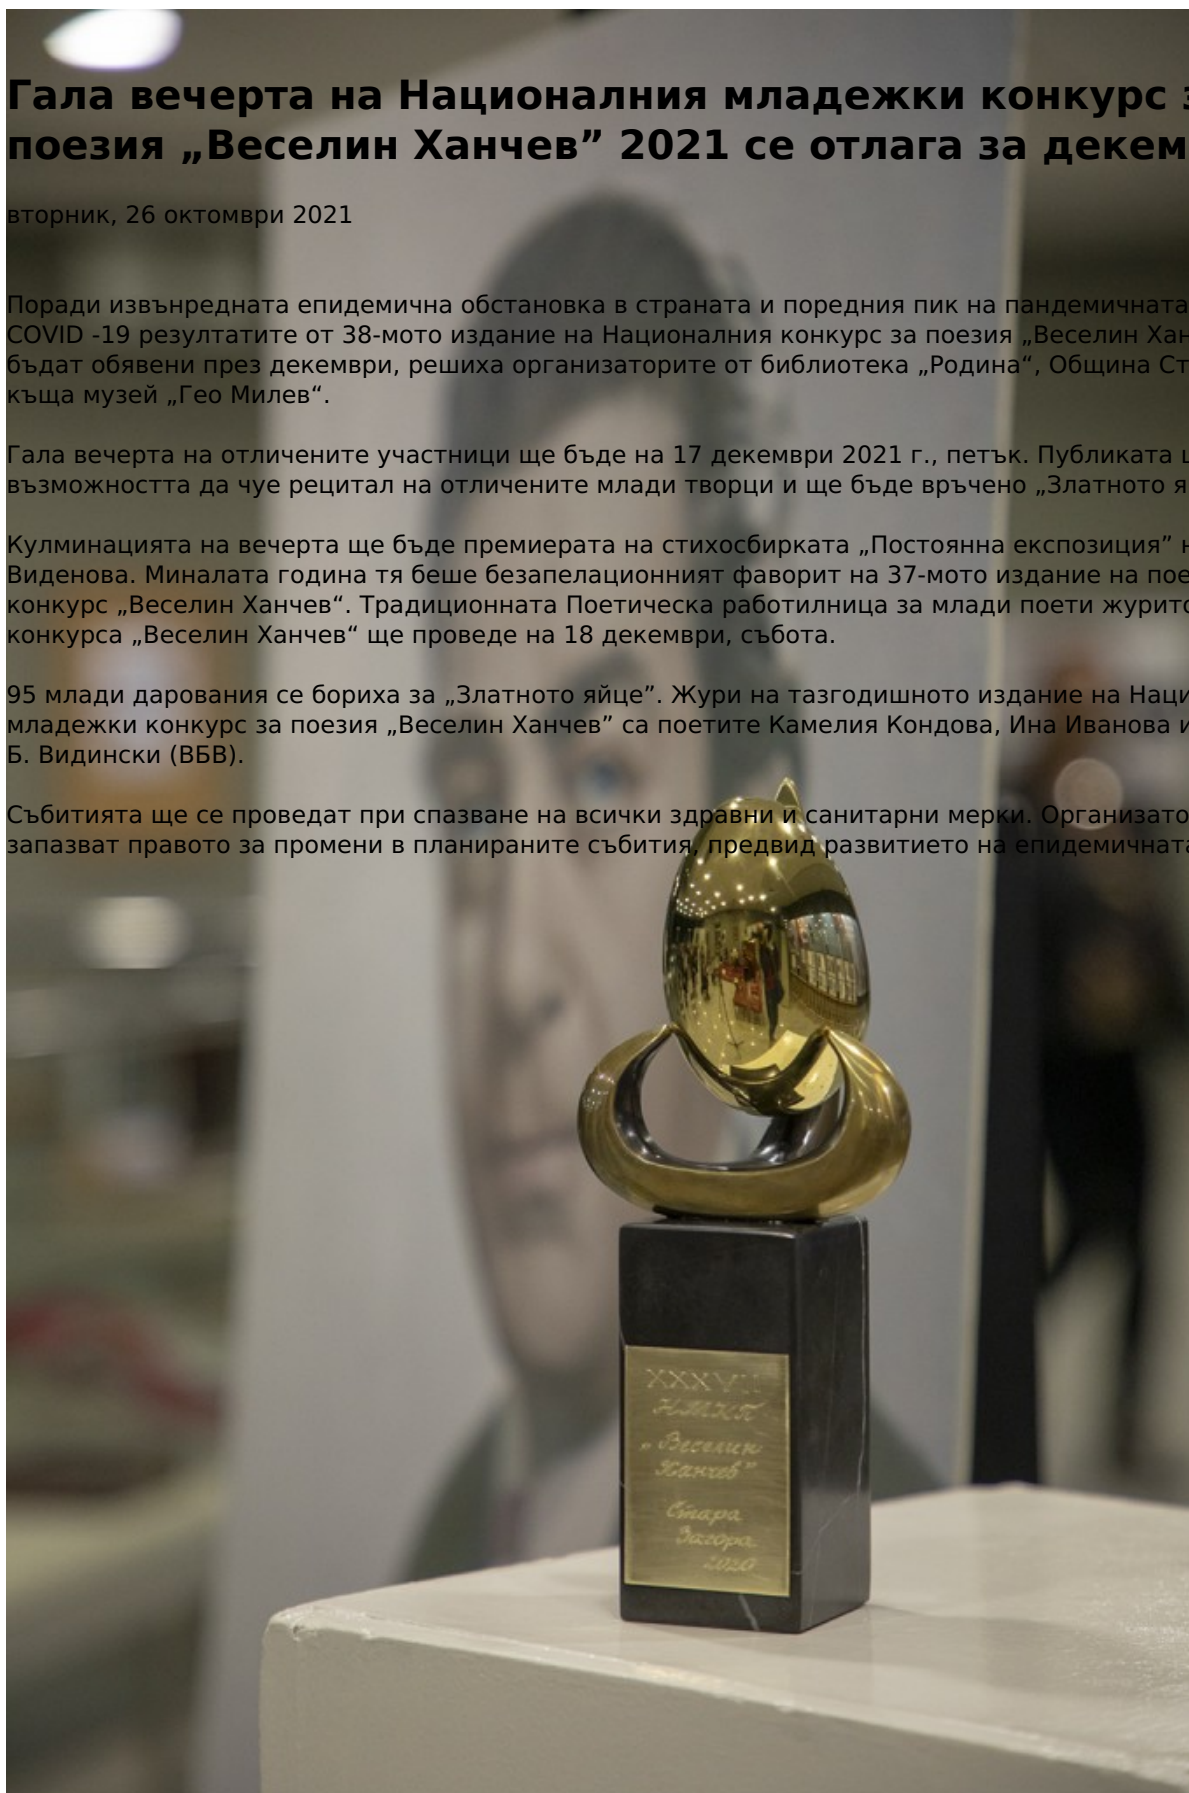 Гала вечерта на Националния младежки конкурс
поезия „Веселин Ханчев” 2021 се отлага за
вторник, 26 октомври 2021
Поради извънредната епидемична обстановка в страната и поредния пик на пандемичната
COVID -19 резултатите от 38-мото издание на Националния конкурс за поезия „Веселин
бъдат обявени през декември, решиха организаторите от библиотека „Родина“, Община
къща музей „Гео Милев“.
Гала вечерта на отличените участници ще бъде на 17 декември 2021 г., петък. Публиката
възможността да чуе рецитал на отличените млади творци и ще бъде връчено „Златното
Кулминацията на вечерта ще бъде премиерата на стихосбирката „Постоянна експозиция”
Виденова. Миналата година тя беше безапелационният фаворит на 37-мото издание на
конкурс „Веселин Ханчев“. Традиционната Поетическа работилница за млади поети
конкурса „Веселин Ханчев“ ще проведе на 18 декември, събота.
95 млади дарования се бориха за „Златното яйце”. Жури на тазгодишното издание на
младежки конкурс за поезия „Веселин Ханчев” са поетите Камелия Кондова, Ина Иванова и
Б. Видински (ВБВ).
Събитията ще се проведат при спазване на всички здравни и санитарни мерки.
запазват правото за промени в планираните събития, предвид развитието на епидемичната
XXXVII
НМКП
„Веселин
Ханчев”
Стара
Загора
2020